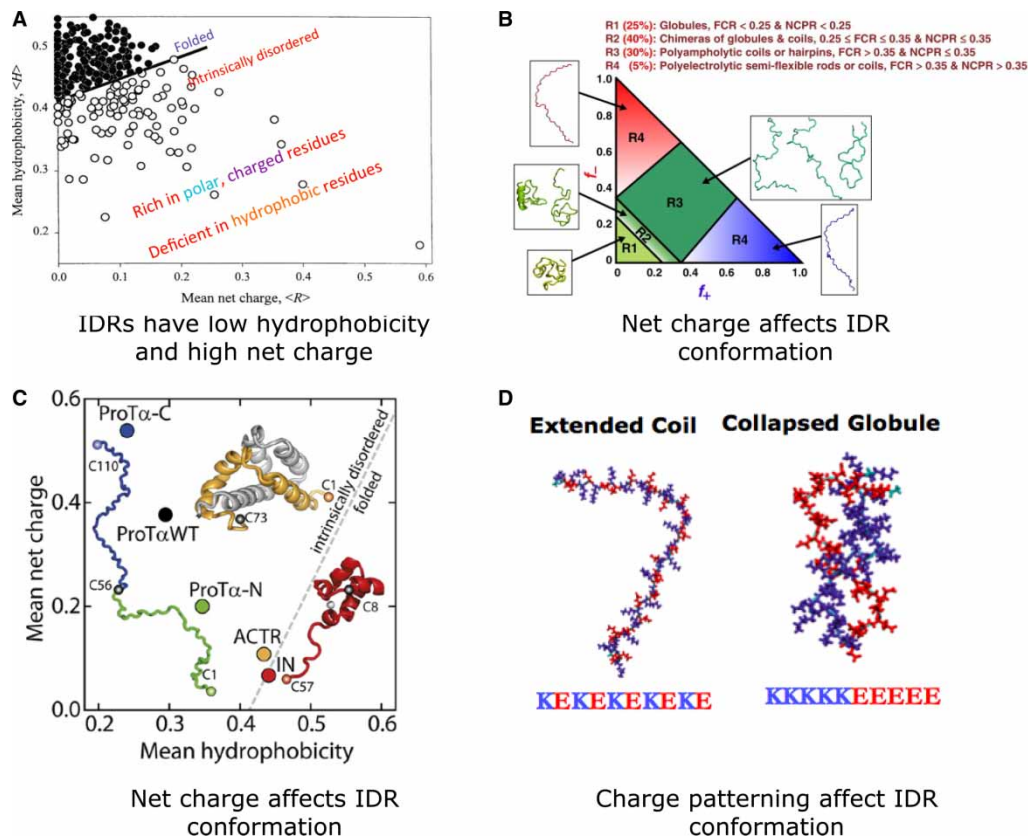 A
Folded
Intrinsically disordered
0.5
0.4
0.3
0.2
Mean hydrophobicity, <H>
Rich in polar, charged residues
Deficient in hydrophobic residues
0.0 0.1 0.2 0.3 0.4 0.5 0.6
Mean net charge, <R>
IDRs have low hydrophobicity
and high net charge
B
R1 (25%): Globules, FCR < 0.25 & NCPR < 0.25
R2 (40%): Chimeras of globules & coils, 0.25 ≤ FCR ≤ 0.35 & NCPR ≤ 0.35
R3 (30%): Polyampholytic coils or hairpins, FCR > 0.35 & NCPR ≤ 0.35
R4 (5%): Polyelectrolytic semi-flexible rods or coils, FCR > 0.35 & NCPR > 0.35
1.0
0.8
0.6
0.4
0.2
0
f-
R4
R3
R2
R1
R4
0 0.2 0.4 0.6 0.8 1.0
f+
Net charge affects IDR
conformation
C
0.6
0.4
0.2
0.0
Mean net charge
ProTα-C
C110
C1
C73
intrinsically disordered
folded
ProTαWT
C56
ProTα-N
C8
ACTR
IN
C1
C57
0.2 0.3 0.4 0.5 0.6
Mean hydrophobicity
Net charge affects IDR
conformation
D
Extended Coil
Collapsed Globule
KEKEKEKEKE
KKKKKEEEEE
Charge patterning affect IDR
conformation